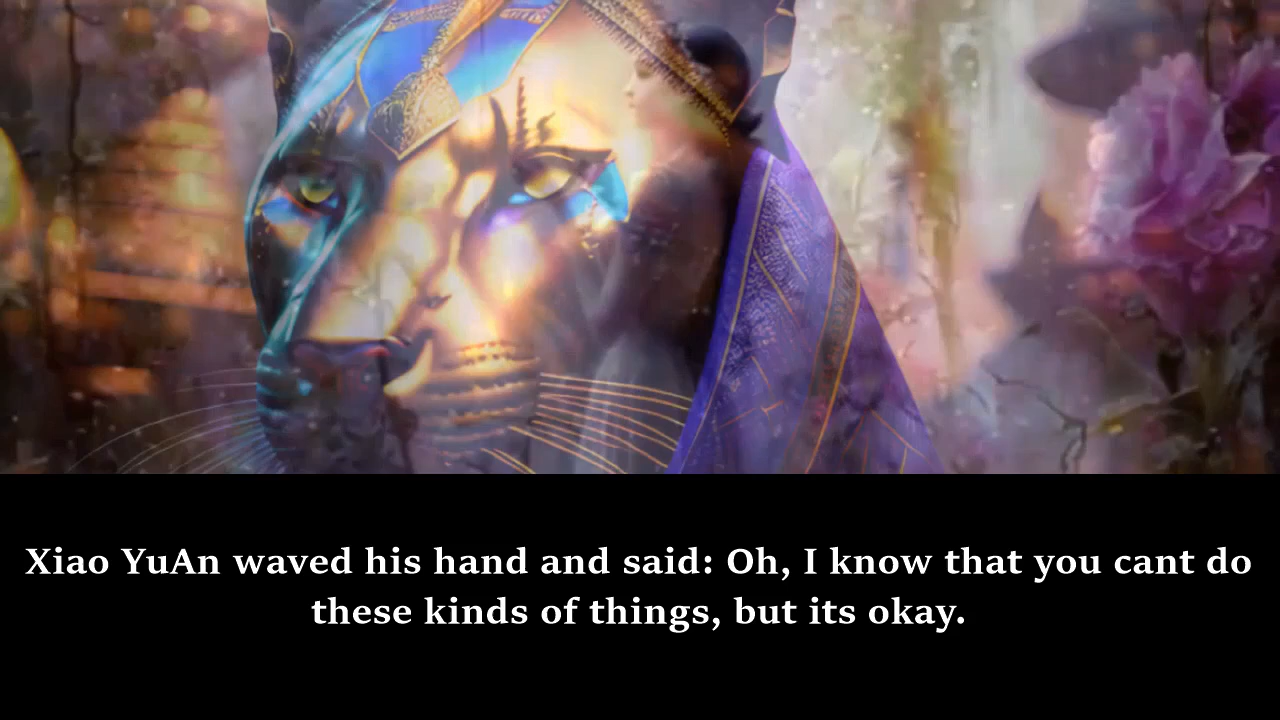 Xiao YuAn waved his hand and said: Oh, I know that you cant do
these kinds of things, but its okay.